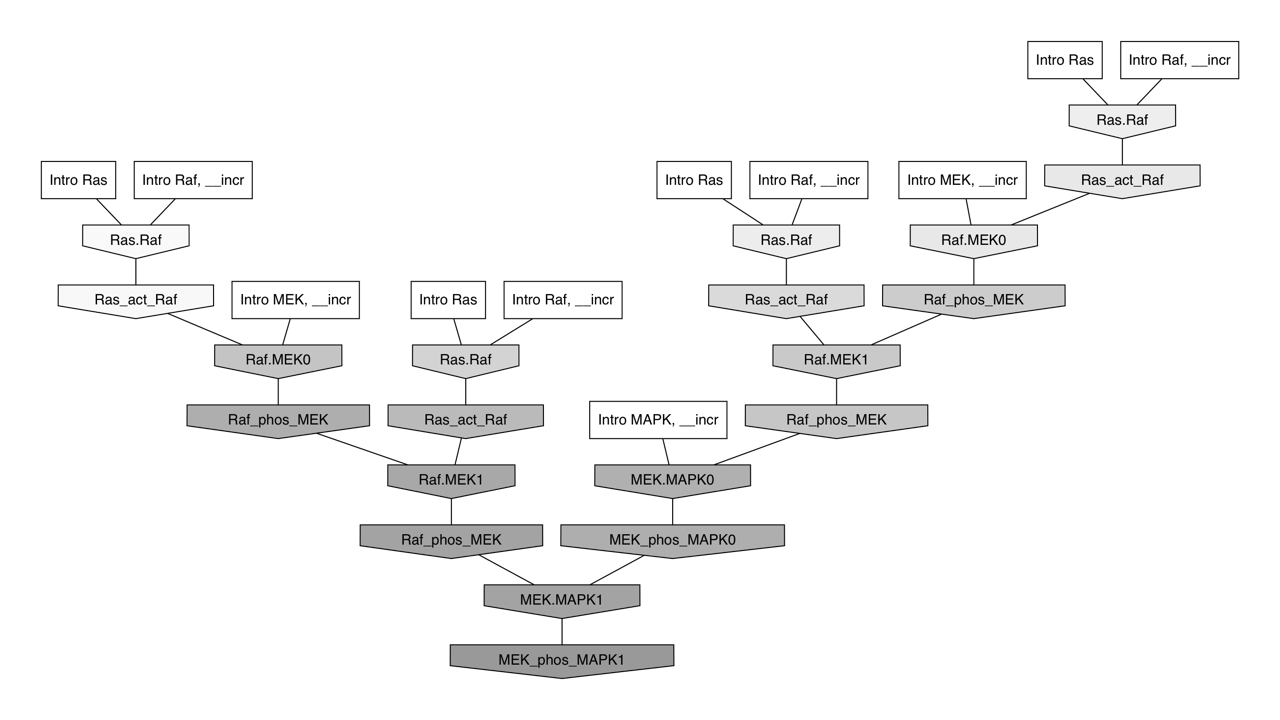 Intro Ras
Intro Raf, __incr
Ras.Raf
Intro Ras
Intro Raf, __incr
Intro Ras
Intro Raf, __incr
Intro MEK, __incr
Ras_act_Raf
Ras.Raf
Ras.Raf
Raf.MEK0
Ras_act_Raf
Intro MEK, __incr
Intro Ras
Intro Raf, __incr
Ras_act_Raf
Raf_phos_MEK
Raf.MEK0
Ras.Raf
Raf.MEK1
Raf_phos_MEK
Ras_act_Raf
Intro MAPK, __incr
Raf_phos_MEK
Raf.MEK1
MEK.MAPK0
Raf_phos_MEK
MEK_phos_MAPK0
MEK.MAPK1
MEK_phos_MAPK1